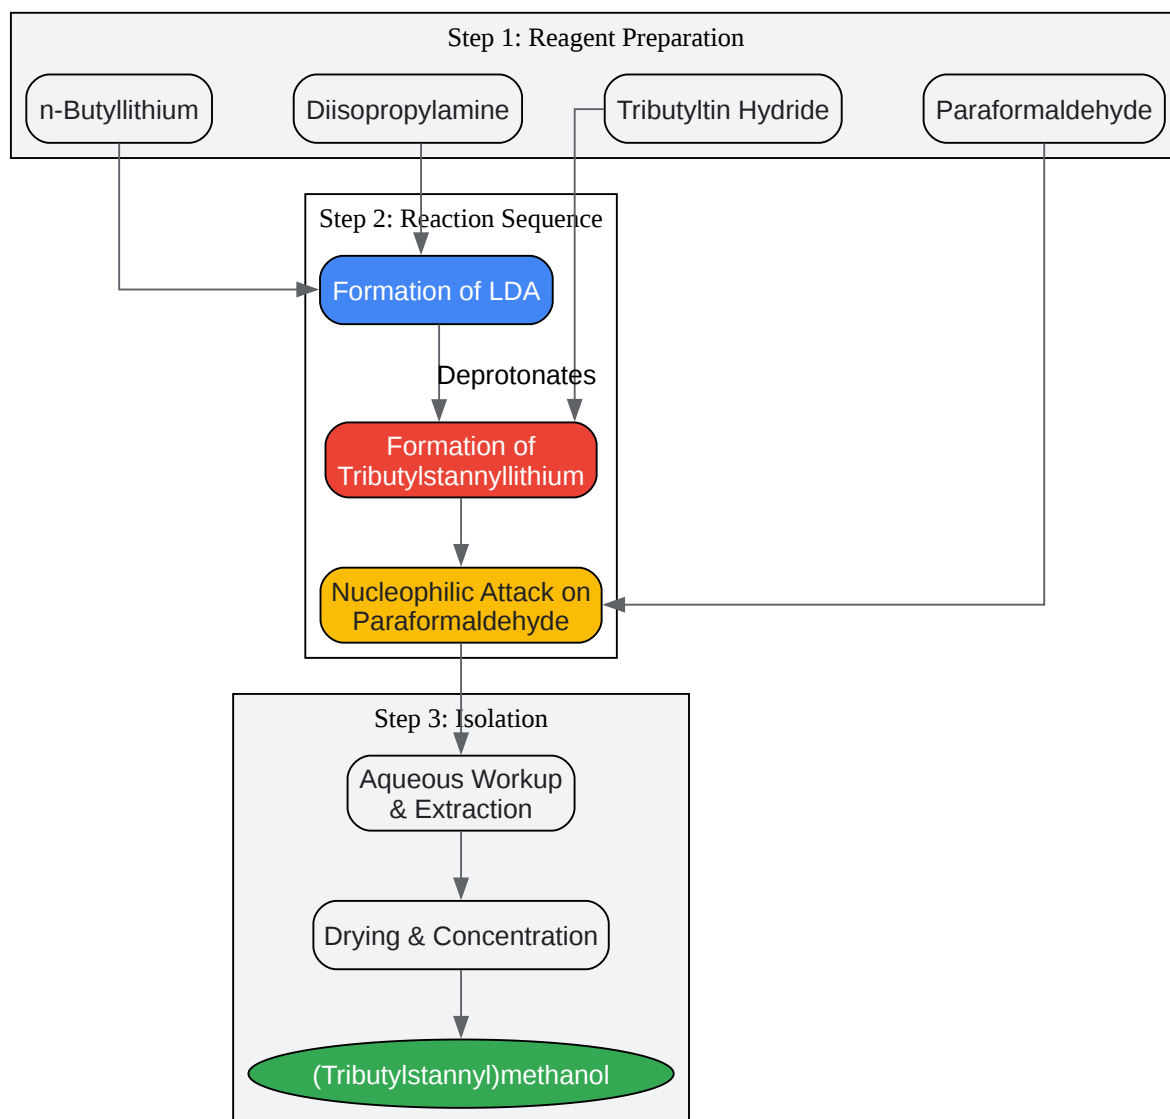 Step 1: Reagent Preparation
n-Butyllithium
Diisopropylamine
Tributyltin Hydride
Paraformaldehyde
Step 2: Reaction Sequence
Formation of LDA
Deprotonates
Formation of
Tributylstannyllithium
Nucleophilic Attack on
Paraformaldehyde
Step 3: Isolation
Aqueous Workup
& Extraction
Drying & Concentration
(Tributylstannyl)methanol